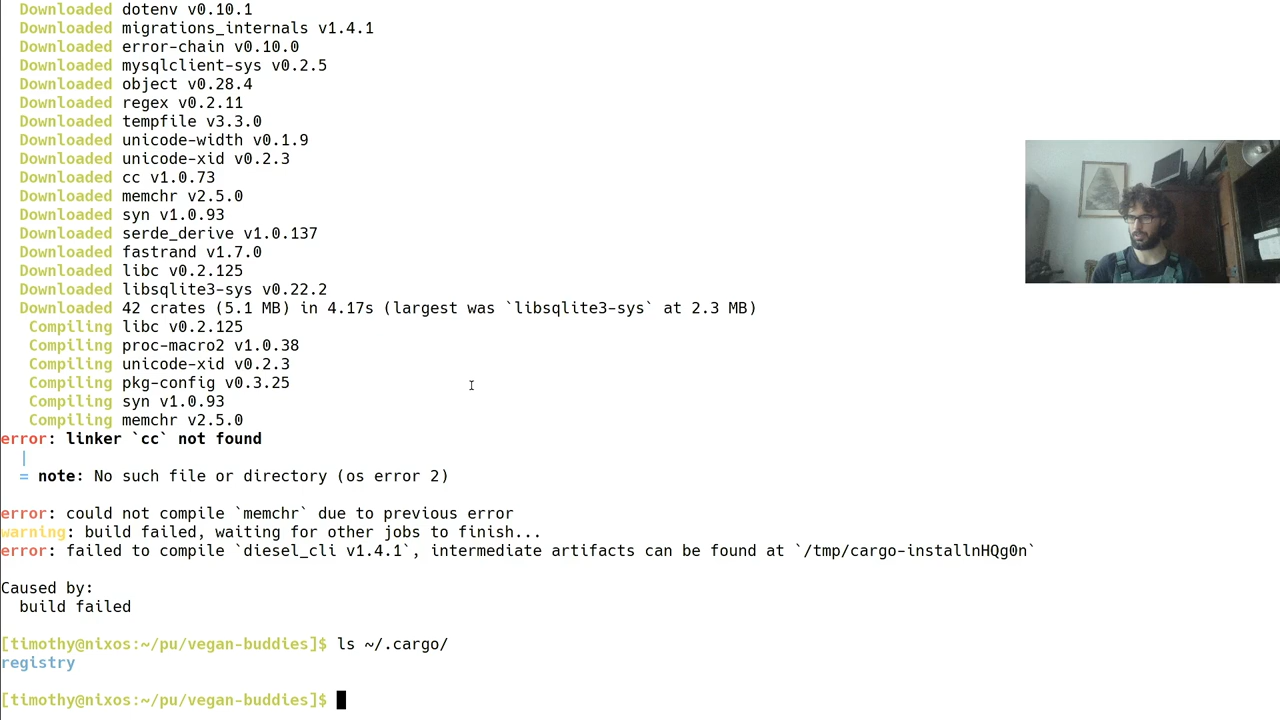 Downloaded dotenv v0.10.1
Downloaded migrations_internals v1.4.1
Downloaded error-chain v0.10.0
Downloaded mysqlclient-sys v0.2.5
Downloaded object v0.28.4
Downloaded regex v0.2.11
Downloaded tempfile v3.3.0
Downloaded unicode-width v0.1.9
Downloaded unicode-xid v0.2.3
Downloaded cc v1.0.73
Downloaded memchr v2.5.0
Downloaded syn v1.0.93
Downloaded serde_derive v1.0.137
Downloaded fastrand v1.7.0
Downloaded libc v0.2.125
Downloaded libsqlite3-sys v0.22.2
Downloaded 42 crates (5.1 MB) in 4.17s (largest was `libsqlite3-sys` at 2.3 MB)
Compiling libc v0.2.125
Compiling proc-macro2 v1.0.38
Compiling unicode-xid v0.2.3
Compiling pkg-config v0.3.25
Compiling syn v1.0.93
Compiling memchr v2.5.0
error: linker `cc` not found
|
= note: No such file or directory (os error 2)
error: could not compile `memchr` due to previous error
warning: build failed, waiting for other jobs to finish...
error: failed to compile `diesel_cli v1.4.1`, intermediate artifacts can be found at `/tmp/cargo-installnHQg0n`
Caused by:
build failed
[timothy@nixos:~/pu/vegan-buddies]$ ls ~/.cargo/
registry
[timothy@nixos:~/pu/vegan-buddies]$